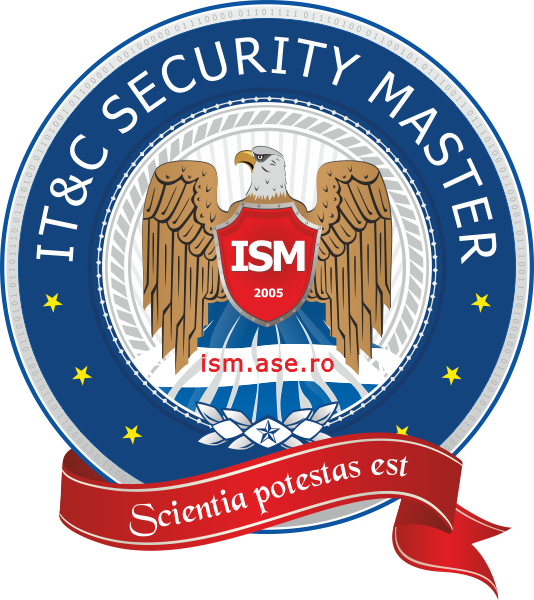 IT&C SECURITY MASTER
ISM
2005
ism.ase.ro
Scientia potestas est